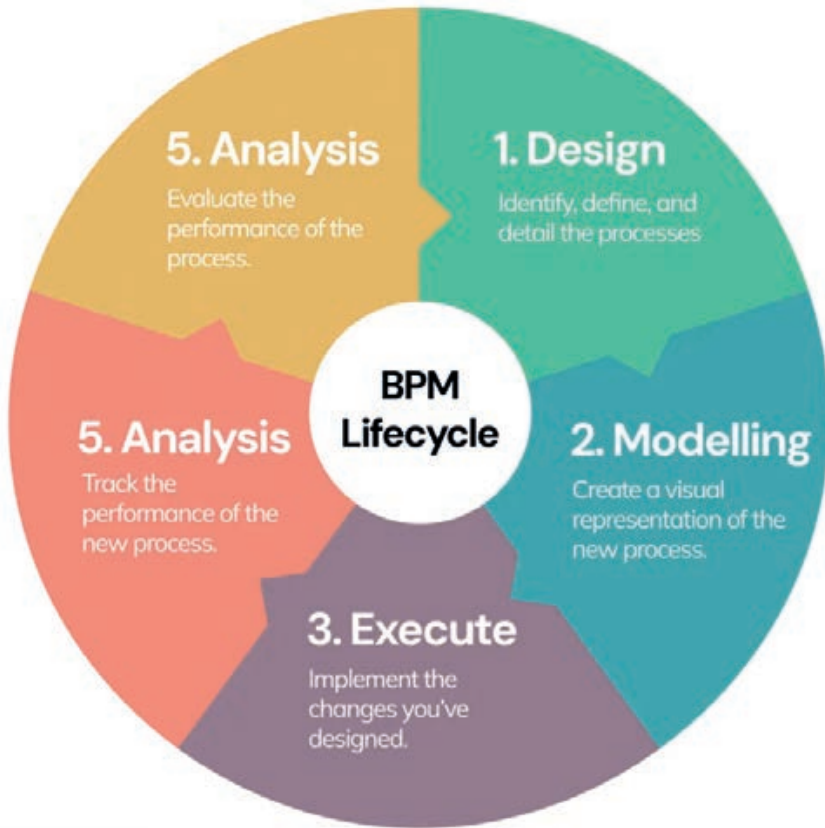 BPM
Lifecycle
1. Design
Identify, define, and
detail the processes
2. Modelling
Create a visual
representation of the
new process.
3. Execute
Implement the
changes you've
designed.
5. Analysis
Track the
performance of the
new process.
5. Analysis
Evaluate the
performance of the
process.